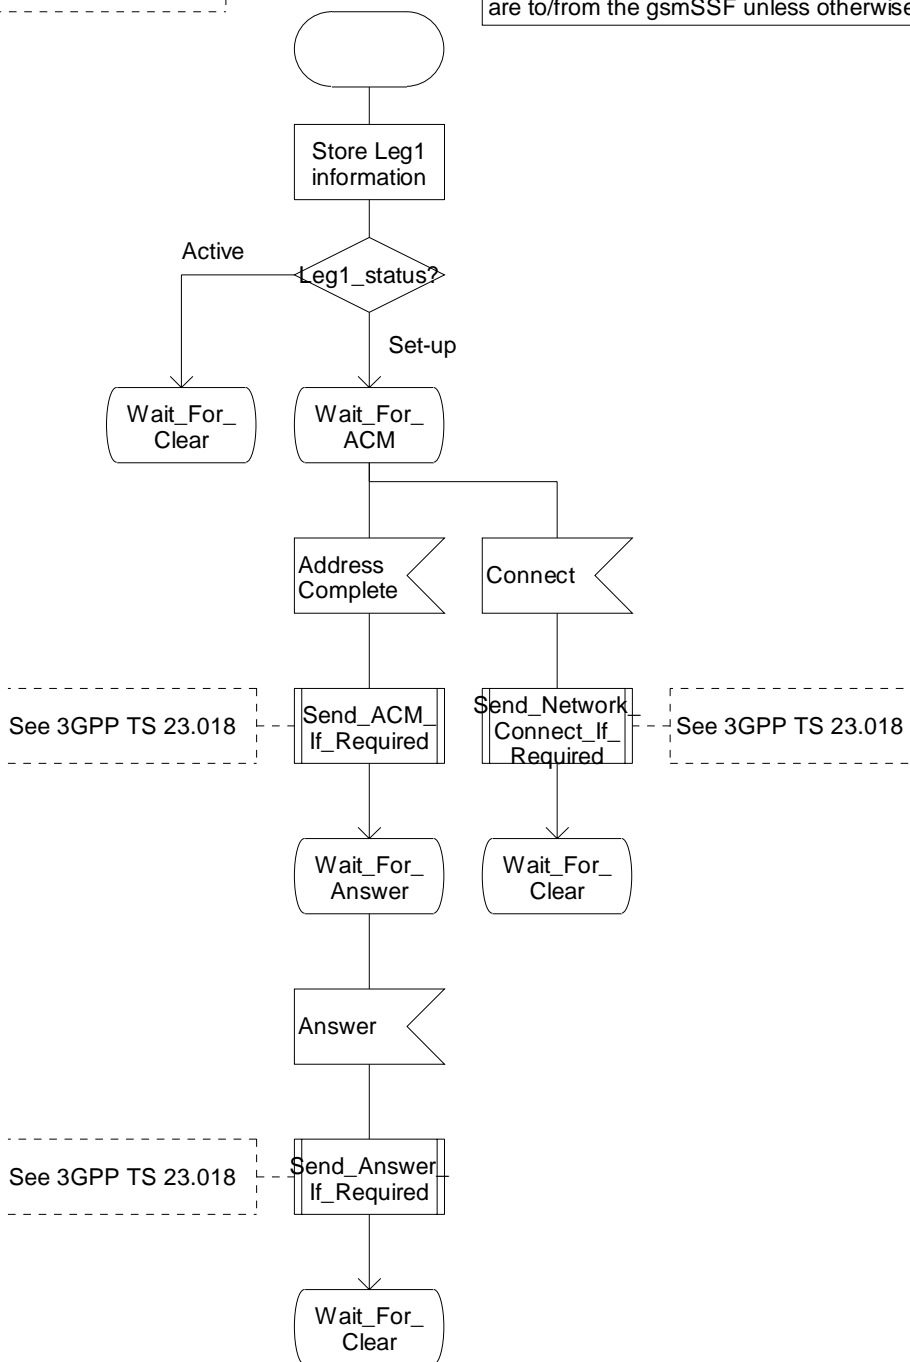 are to/from the gsmSSF unless otherwise
Store Leg1
information
Active
Leg1_status?
Set-up
Wait_For_
Clear
Wait_For_
ACM
Address
Complete
Connect
See 3GPP TS 23.018
Send_ACM_
If_Required
Send_Network_
Connect_If_
Required
See 3GPP TS 23.018
Wait_For_
Answer
Wait_For_
Clear
Answer
See 3GPP TS 23.018
Send_Answer_
If_Required
Wait_For_
Clear